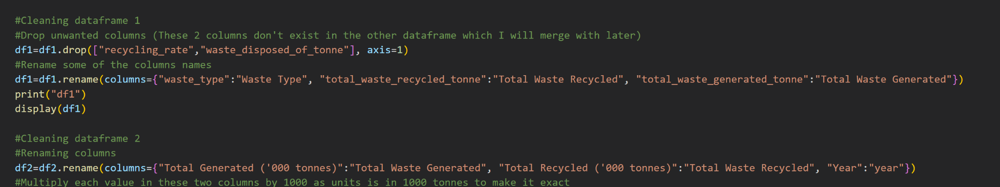 #Cleaning dataframe 1
#Drop unwanted columns (These 2 columns don't exist in the other dataframe which I will merge with later)
df1=df1.drop(["recycling_rate","waste_disposed_of_tonne"], axis=1)
#Rename some of the columns names
df1=df1.rename(columns={"waste_type":"Waste Type", "total_waste_recycled_tonne":"Total Waste Recycled", "total_waste_generated_tonne":"Total Waste Generated"})
print("df1")
display(df1)
#Cleaning dataframe 2
#Renaming columns
df2=df2.rename(columns={"Total Generated ('000 tonnes)":"Total Waste Generated", "Total Recycled ('000 tonnes)":"Total Waste Recycled", "Year":"year"})
#Multiply each value in these two columns by 1000 as units is in 1000 tonnes to make it exact